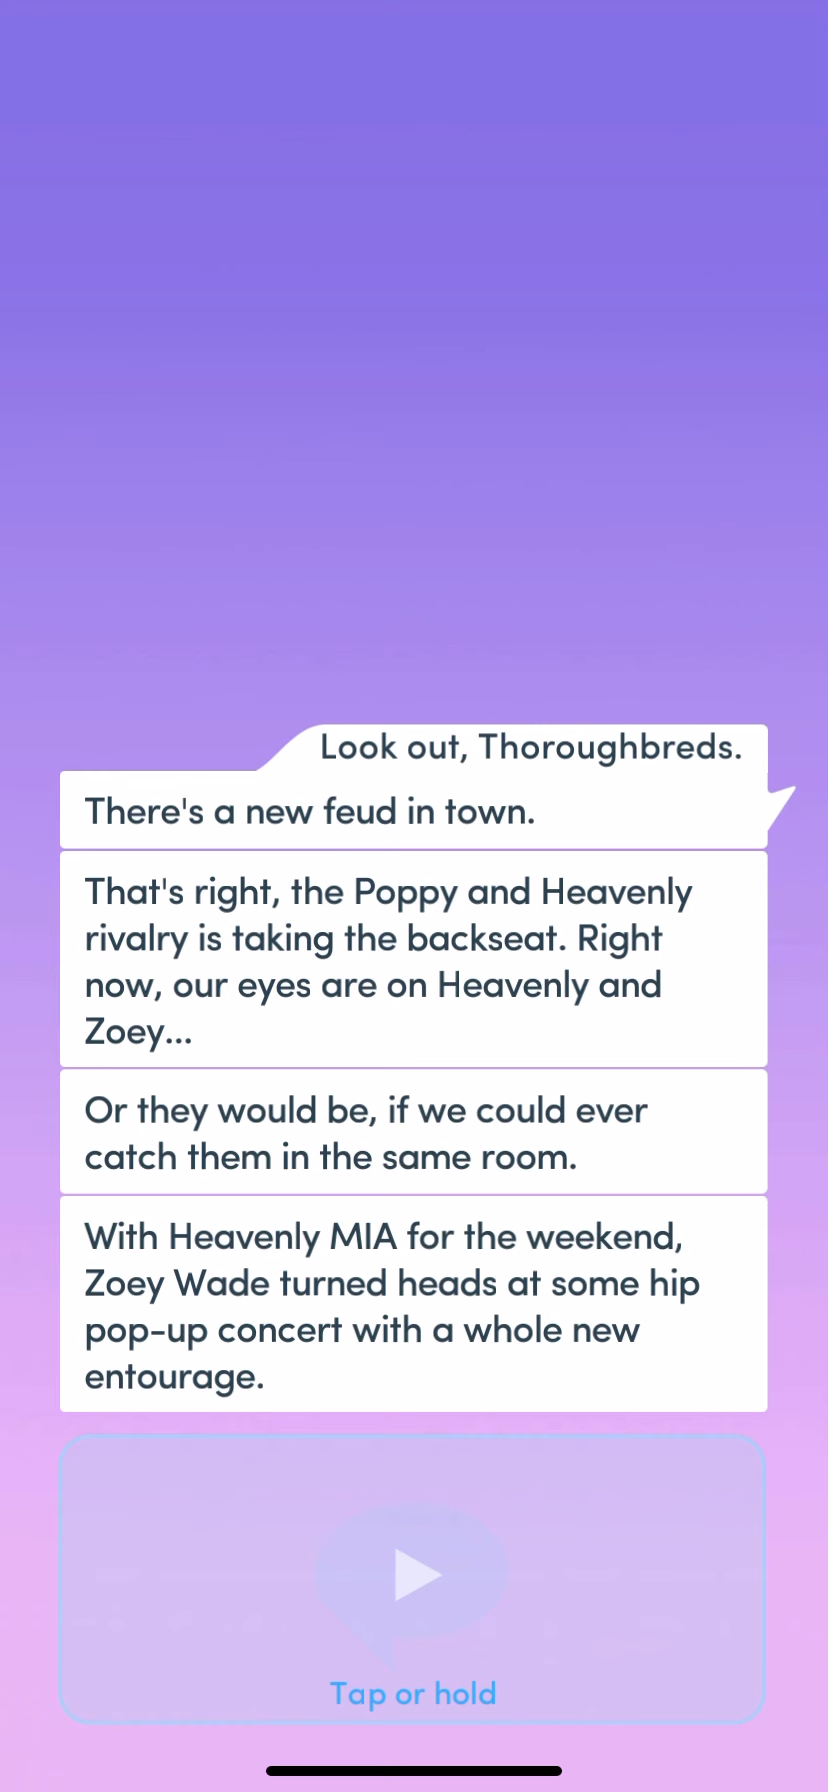 Look out, Thoroughbreds.
There's a new feud in town.
That's right, the Poppy and Heavenly
rivalry is taking the backseat. Right
now, our eyes are on Heavenly and
Zoey...
Or they would be, if we could ever
catch them in the same room.
With Heavenly MIA for the weekend,
Zoey Wade turned heads at some hip
pop-up concert with a whole new
entourage.
Tap or hold